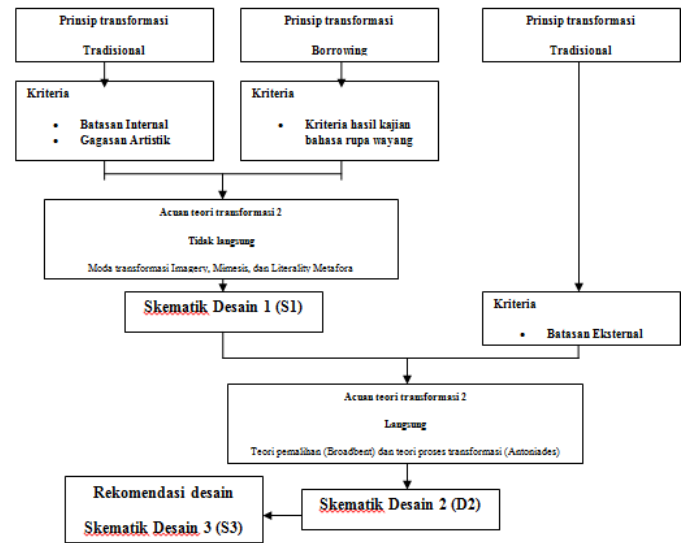 Prinsip transformasi
Tradisional
Prinsip transformasi
Borrowing
Prinsip transformasi
Tradisional
Kriteria
• Batasan Internal
• Gagasan Artistik
Kriteria
• Kriteria hasil kajian
bahasa rupa wayang
Acuan teori transformasi 2
Tidak langsung
Moda transformasi Imagery, Mimesis, dan Literality Metafora
Skematik Desain 1 (S1)
Kriteria
• Batasan Eksternal
Acuan teori transformasi 2
Langsung
Teori pemalihan (Broadbent) dan teori proses transformasi (Antoniades)
Rekomendasi desain
Skematik Desain 3 (S3)
Skematik Desain 2 (D2)